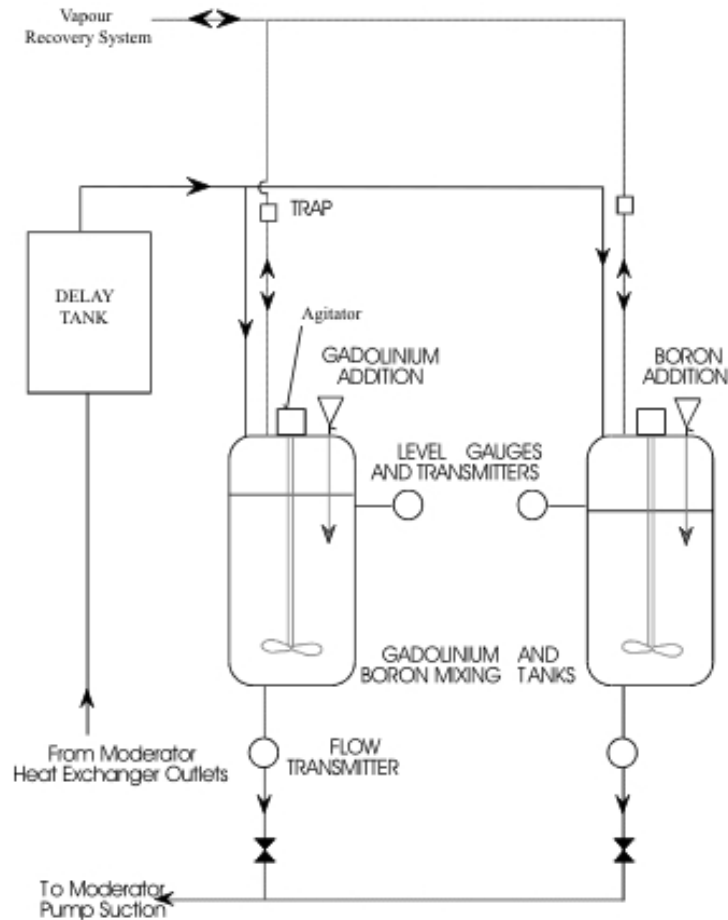 Vapour
Recovery System
TRAP
DELAY
TANK
Agitator
GADOLINIUM
ADDITION
BORON
ADDITION
LEVEL GAUGES
AND TRANSMITTERS
GADOLINIUM AND
BORON MIXING TANKS
From Moderator
Heat Exchanger Outlets
FLOW
TRANSMITTER
To Moderator
Pump Suction